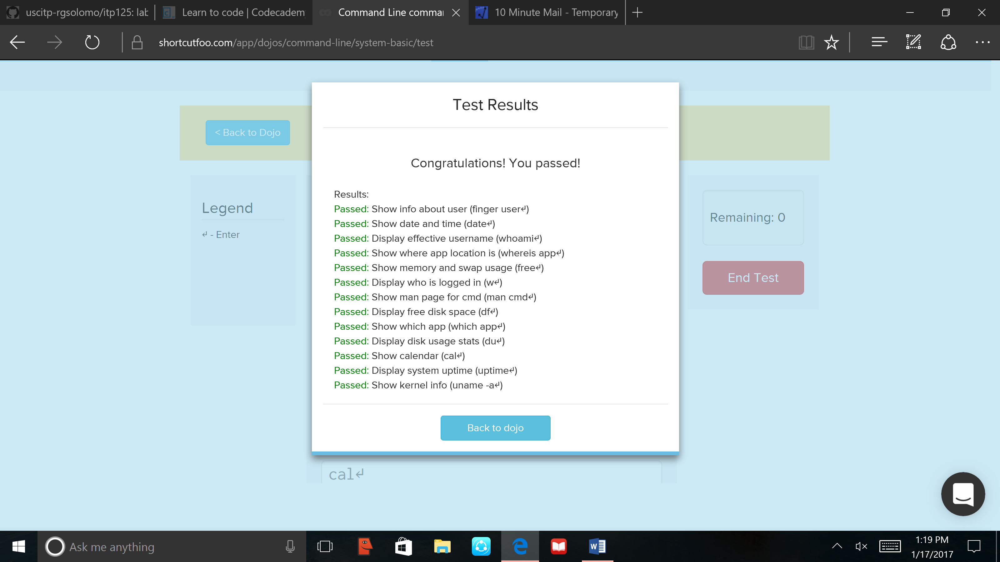 uscitp-rgsolomo/itp125: lab
Learn to code | Codecademy
Command Line comma
10 Minute Mail - Temporary
shortcutfoo.com/app/dojos/command-line/system-basic/test
< Back to Dojo
Test Results
Congratulations! You passed!
Legend
↵ - Enter
Results:
Passed: Show info about user (finger user↵)
Passed: Show date and time (date↵)
Passed: Display effective username (whoami↵)
Passed: Show where app location is (whereis app↵)
Passed: Show memory and swap usage (free↵)
Passed: Display who is logged in (w↵)
Passed: Show man page for cmd (man cmd↵)
Passed: Display free disk space (df↵)
Passed: Show which app (which app↵)
Passed: Display disk usage stats (du↵)
Passed: Show calendar (cal↵)
Passed: Display system uptime (uptime↵)
Passed: Show kernel info (uname -a↵)
Remaining: 0
End Test
Back to dojo
cal↵
Ask me anything
1:19 PM
1/17/2017